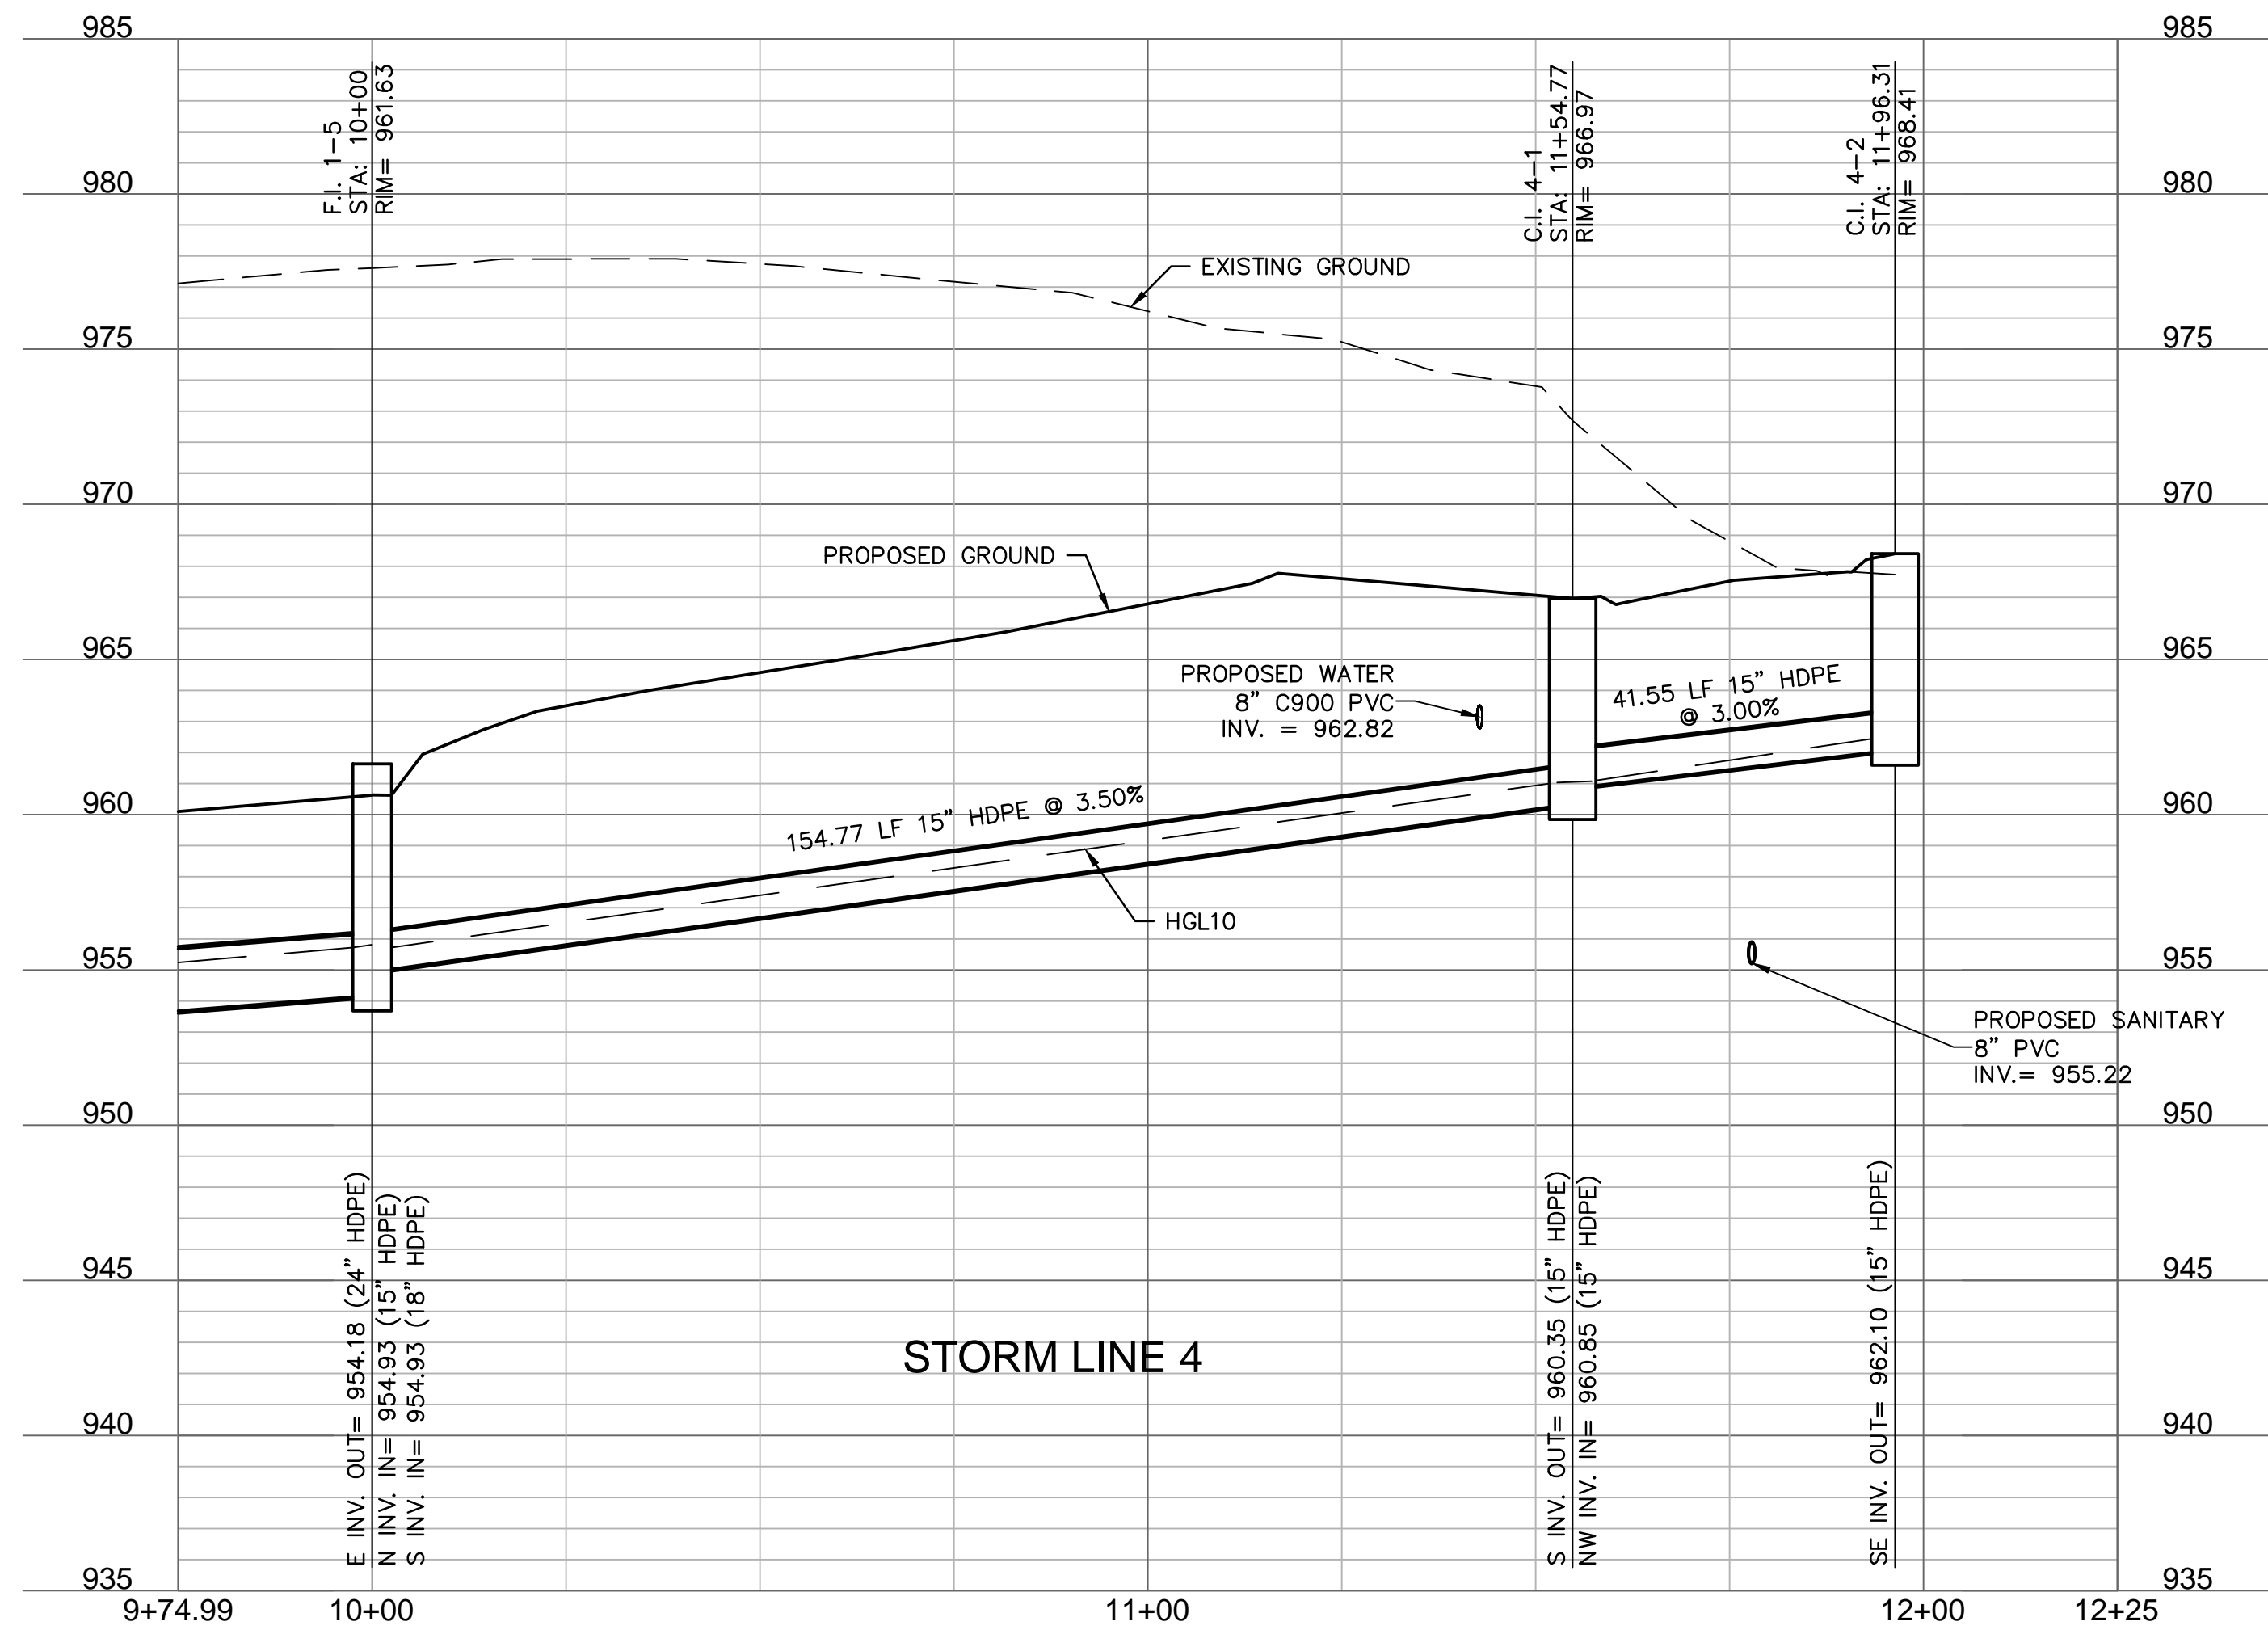 985
985
980
980
975
975
970
970
965
965
960
960
955
955
950
950
945
945
940
940
935
935
F.I. 1-5
STA: 10+00
RIM= 961.63
C.I. 4-1
STA: 11+54.77
RIM= 966.97
C.I. 4-2
STA: 11+96.31
RIM= 968.41
EXISTING GROUND
PROPOSED GROUND
PROPOSED WATER
8" C900 PVC
INV. = 962.82
41.55 LF 15" HDPE
@ 3.00%
154.77 LF 15" HDPE @ 3.50%
HGL10
PROPOSED SANITARY
8" PVC
INV.= 955.22
E INV. OUT= 954.18 (24" HDPE)
N INV. IN= 954.93 (15" HDPE)
S INV. IN= 954.93 (18" HDPE)
S INV. OUT= 960.35 (15" HDPE)
NW INV. IN= 960.85 (15" HDPE)
SE INV. OUT= 962.10 (15" HDPE)
STORM LINE 4
9+74.99
10+00
11+00
12+00
12+25